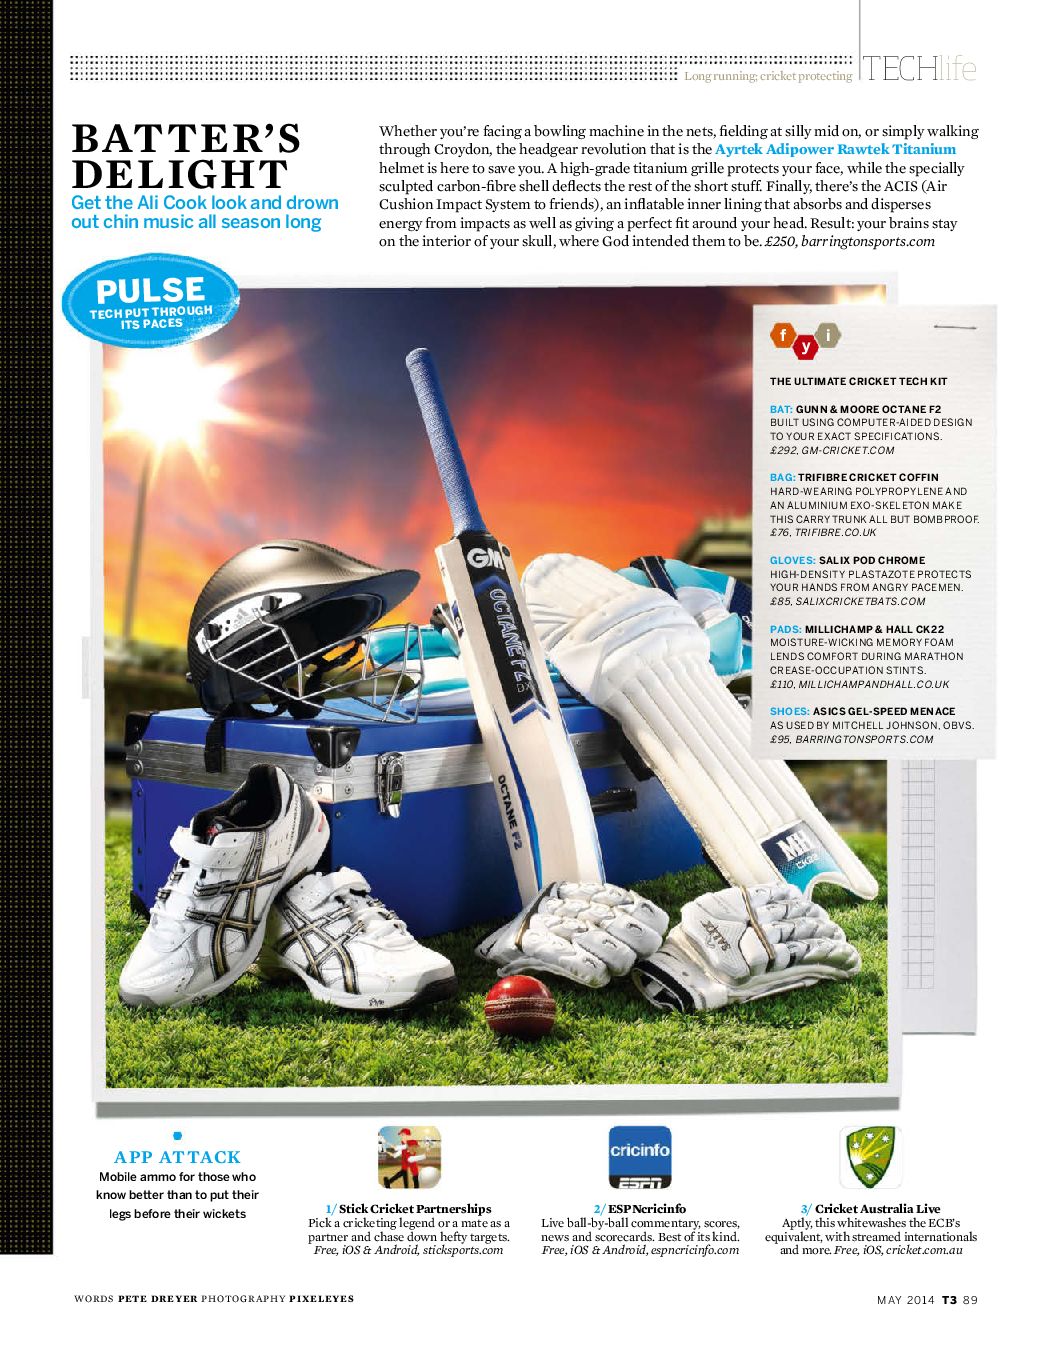 Long running; cricket protecting
TECHlife
BATTER'S
DELIGHT
Get the Ali Cook look and drown
out chin music all season long
Whether you're facing a bowling machine in the nets, fielding at silly mid on, or simply walking
through Croydon, the headgear revolution that is the Ayrtek Adipower Rawtek Titanium
helmet is here to save you. A high-grade titanium grille protects your face, while the specially
sculpted carbon-fibre shell deflects the rest of the short stuff. Finally, there's the ACIS (Air
Cushion Impact System to friends), an inflatable inner lining that absorbs and disperses
energy from impacts as well as giving a perfect fit around your head. Result: your brains stay
on the interior of your skull, where God intended them to be. £250, barringtonsports.com
PULSE
TECH PUT THROUGH
ITS PACES
f y i
THE ULTIMATE CRICKET TECH KIT
BAT: GUNN & MOORE OCTANE F2
BUILT USING COMPUTER-AIDED DESIGN
TO YOUR EXACT SPECIFICATIONS.
£292, GM-CRICKET.COM
BAG: TRIFIBRE CRICKET COFFIN
HARD-WEARING POLYPROPYLENE AND
AN ALUMINIUM EXO-SKELETON MAKE
THIS CARRY TRUNK ALL BUT BOMBPROOF.
£76, TRIFIBRE.CO.UK
GLOVES: SALIX POD CHROME
HIGH-DENSITY PLASTAZOTE PROTECTS
YOUR HANDS FROM ANGRY PACEMEN.
£85, SALIXCRICKETBATS.COM
PADS: MILLICHAMP & HALL CK22
MOISTURE-WICKING MEMORY FOAM
LENDS COMFORT DURING MARATHON
CREASE-OCCUPATION STINTS.
£110, MILLICHAMPANDHALL.CO.UK
SHOES: ASICS GEL-SPEED MENACE
AS USED BY MITCHELL JOHNSON, OBVS.
£95, BARRINGTONSPORTS.COM
GM
OCTANE F2
DXM
OCTANE F2
MH
CK22
SALIX
APP ATTACK
Mobile ammo for those who
know better than to put their
legs before their wickets
1/ Stick Cricket Partnerships
Pick a cricketing legend or a mate as a
partner and chase down hefty targets.
Free, iOS & Android, sticksports.com
cricinfo
ESPN
2/ ESPNcricinfo
Live ball-by-ball commentary, scores,
news and scorecards. Best of its kind.
Free, iOS & Android, espncricinfo.com
3/ Cricket Australia Live
Aptly, this whitewashes the ECB's
equivalent, with streamed internationals
and more. Free, iOS, cricket.com.au
WORDS PETE DREYER PHOTOGRAPHY PIXELEYES
MAY 2014 T3 89